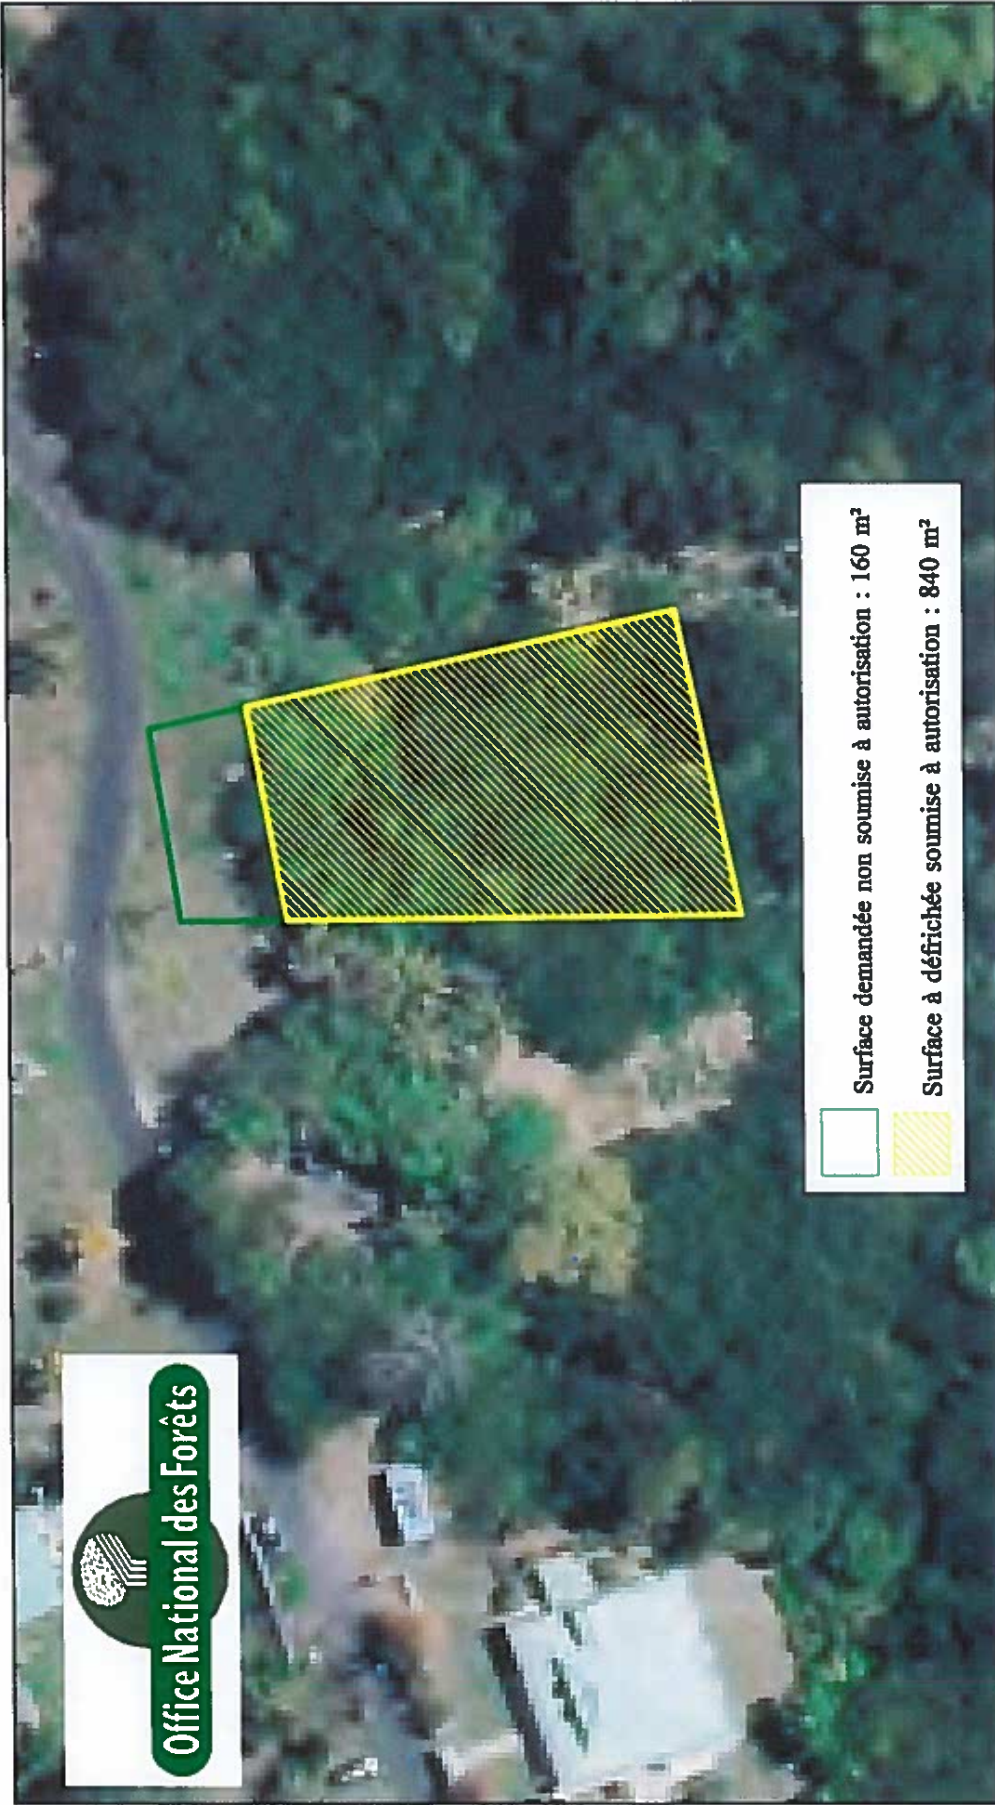 Office National des Forêts
Surface demandée non soumise à autorisation : 160 m²
Surface à défrichée soumise à autorisation : 840 m²